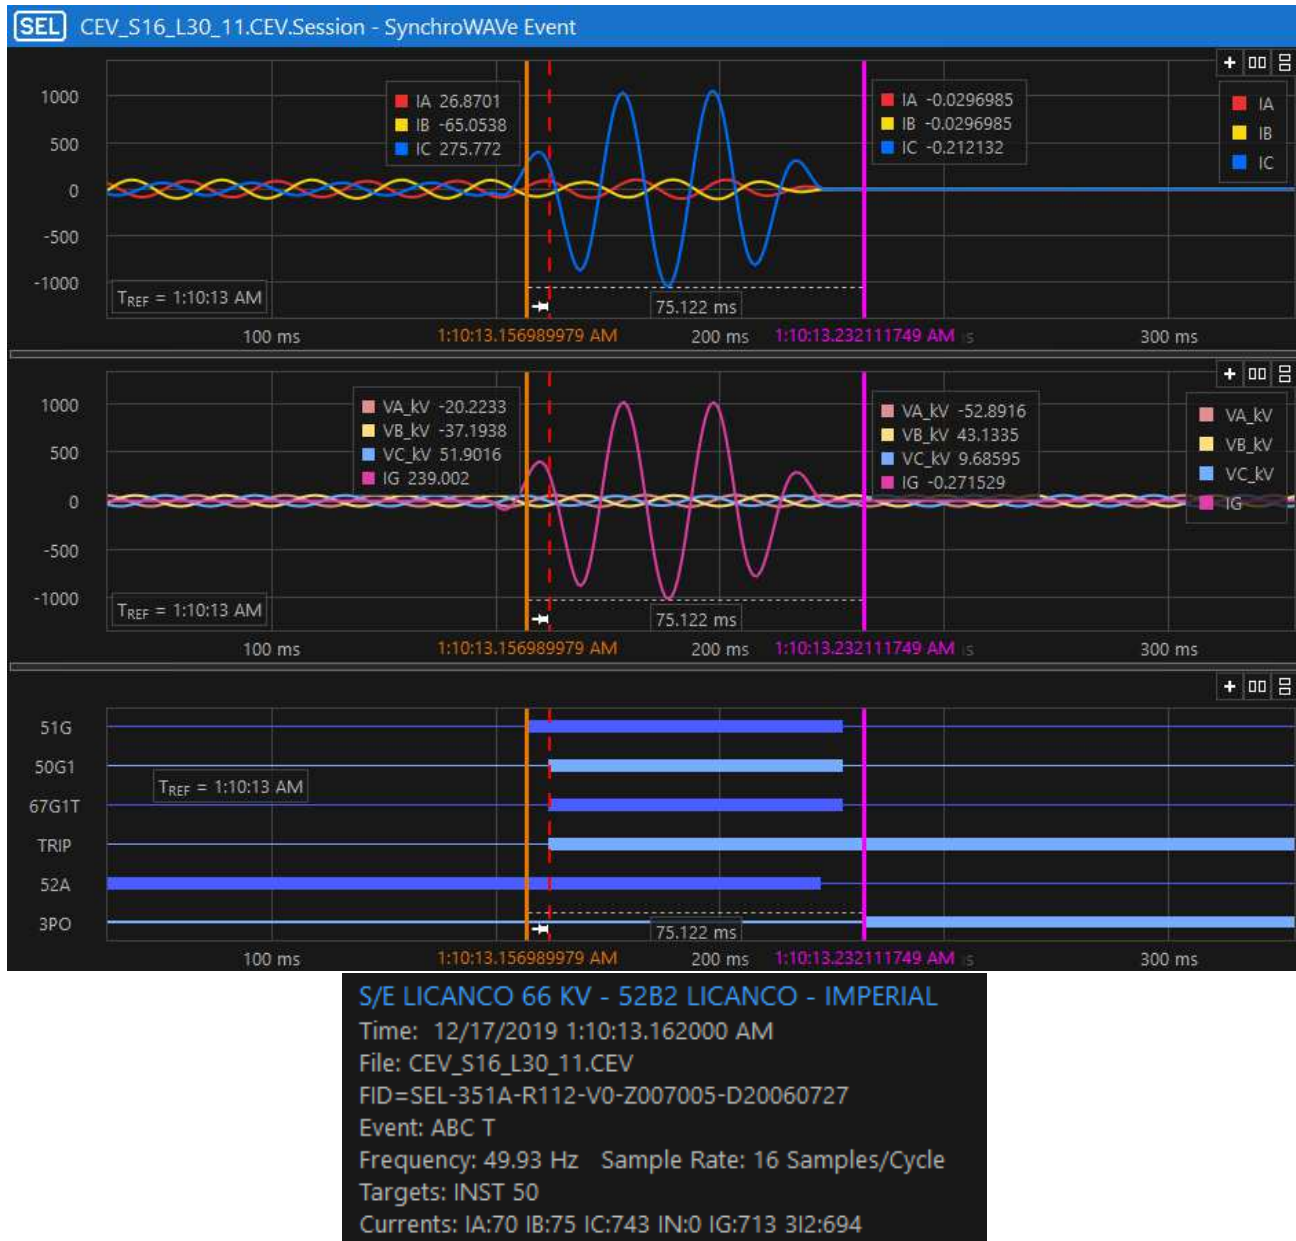 SEL CEV_S16_L30_11.CEV.Session - SynchroWAVe Event
1000
500
0
-500
-1000
IA 26.8701
IB -65.0538
IC 275.772
IA -0.0296985
IB -0.0296985
IC -0.212132
IA
IB
IC
TREF = 1:10:13 AM
75.122 ms
100 ms
1:10:13.156989979 AM
200 ms
1:10:13.232111749 AM
300 ms
1000
500
0
-500
-1000
VA_kV -20.2233
VB_kV -37.1938
VC_kV 51.9016
IG 239.002
VA_kV -52.8916
VB_kV 43.1335
VC_kV 9.68595
IG -0.271529
VA_kV
VB_kV
VC_kV
IG
TREF = 1:10:13 AM
75.122 ms
100 ms
1:10:13.156989979 AM
200 ms
1:10:13.232111749 AM
300 ms
51G
50G1
TREF = 1:10:13 AM
67G1T
TRIP
52A
3PO
75.122 ms
100 ms
1:10:13.156989979 AM
200 ms
1:10:13.232111749 AM
300 ms
S/E LICANCO 66 KV - 52B2 LICANCO - IMPERIAL
Time: 12/17/2019 1:10:13.162000 AM
File: CEV_S16_L30_11.CEV
FID=SEL-351A-R112-V0-Z007005-D20060727
Event: ABC T
Frequency: 49.93 Hz Sample Rate: 16 Samples/Cycle
Targets: INST 50
Currents: IA:70 IB:75 IC:743 IN:0 IG:713 3I2:694